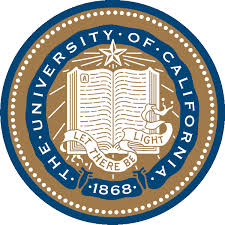 ·THE·UNIVERSITY·OF·CALIFORNIA·
A
LET THERE BE LIGHT
·1868·